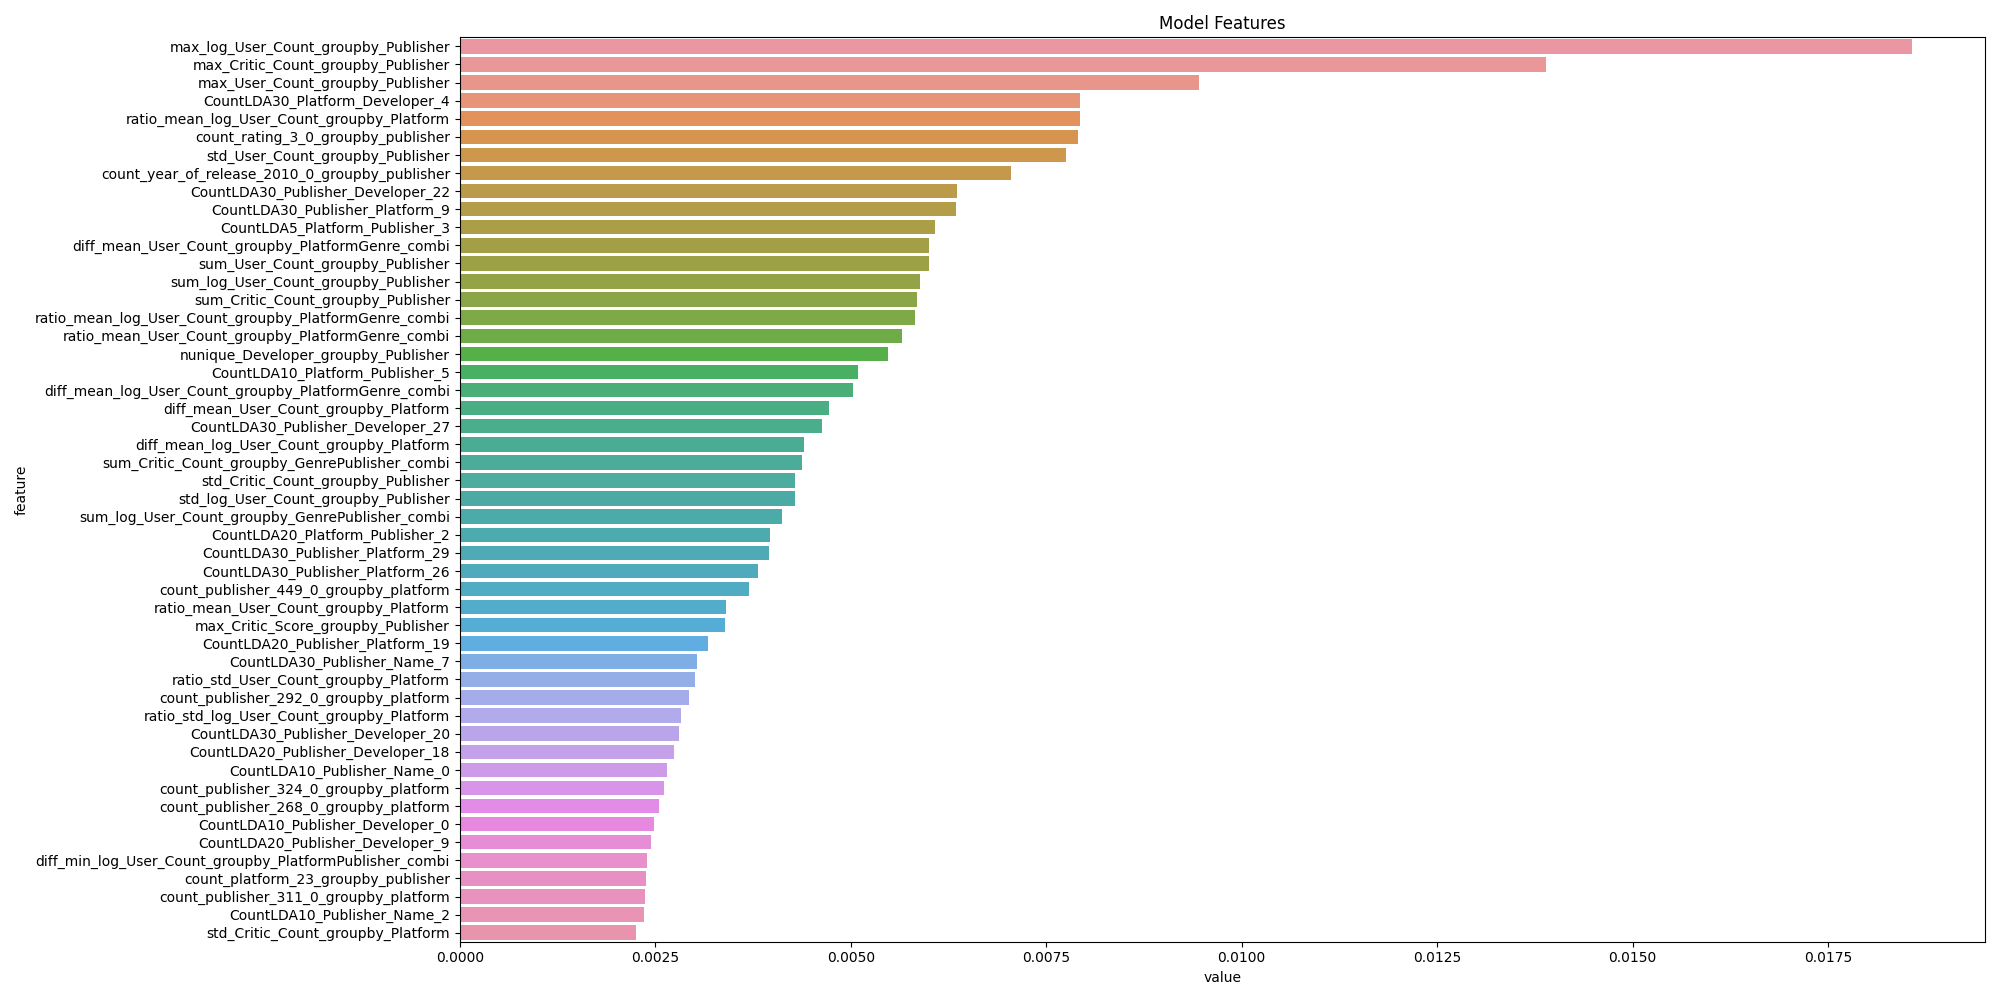 Model Features
max_log_User_Count_groupby_Publisher
max_Critic_Count_groupby_Publisher
max_User_Count_groupby_Publisher
CountLDA30_Platform_Developer_4
ratio_mean_log_User_Count_groupby_Platform
count_rating_3_0_groupby_publisher
std_User_Count_groupby_Publisher
count_year_of_release_2010_0_groupby_publisher
CountLDA30_Publisher_Developer_22
CountLDA30_Publisher_Platform_9
CountLDA5_Platform_Publisher_3
diff_mean_User_Count_groupby_PlatformGenre_combi
sum_User_Count_groupby_Publisher
sum_log_User_Count_groupby_Publisher
sum_Critic_Count_groupby_Publisher
ratio_mean_log_User_Count_groupby_PlatformGenre_combi
ratio_mean_User_Count_groupby_PlatformGenre_combi
nunique_Developer_groupby_Publisher
CountLDA10_Platform_Publisher_5
diff_mean_log_User_Count_groupby_PlatformGenre_combi
diff_mean_User_Count_groupby_Platform
CountLDA30_Publisher_Developer_27
diff_mean_log_User_Count_groupby_Platform
sum_Critic_Count_groupby_GenrePublisher_combi
std_Critic_Count_groupby_Publisher
std_log_User_Count_groupby_Publisher
sum_log_User_Count_groupby_GenrePublisher_combi
CountLDA20_Platform_Publisher_2
CountLDA30_Publisher_Platform_29
CountLDA30_Publisher_Platform_26
count_publisher_449_0_groupby_platform
ratio_mean_User_Count_groupby_Platform
max_Critic_Score_groupby_Publisher
CountLDA20_Publisher_Platform_19
CountLDA30_Publisher_Name_7
ratio_std_User_Count_groupby_Platform
count_publisher_292_0_groupby_platform
ratio_std_log_User_Count_groupby_Platform
CountLDA30_Publisher_Developer_20
CountLDA20_Publisher_Developer_18
CountLDA10_Publisher_Name_0
count_publisher_324_0_groupby_platform
count_publisher_268_0_groupby_platform
CountLDA10_Publisher_Developer_0
CountLDA20_Publisher_Developer_9
diff_min_log_User_Count_groupby_PlatformPublisher_combi
count_platform_23_groupby_publisher
count_publisher_311_0_groupby_platform
CountLDA10_Publisher_Name_2
std_Critic_Count_groupby_Platform
feature
0.0000 0.0025 0.0050 0.0075 0.0100 0.0125 0.0150 0.0175
value